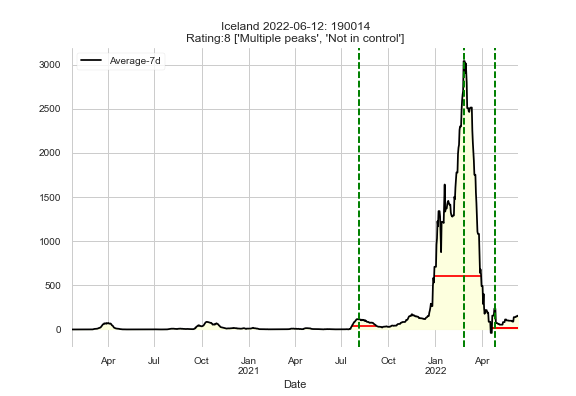 Iceland 2022-06-12: 190014
Rating:8 ['Multiple peaks', 'Not in control']
Average-7d
3000
2500
2000
1500
1000
500
0
Apr Jul Oct Jan Apr Jul Oct Jan Apr
2021 2022
Date